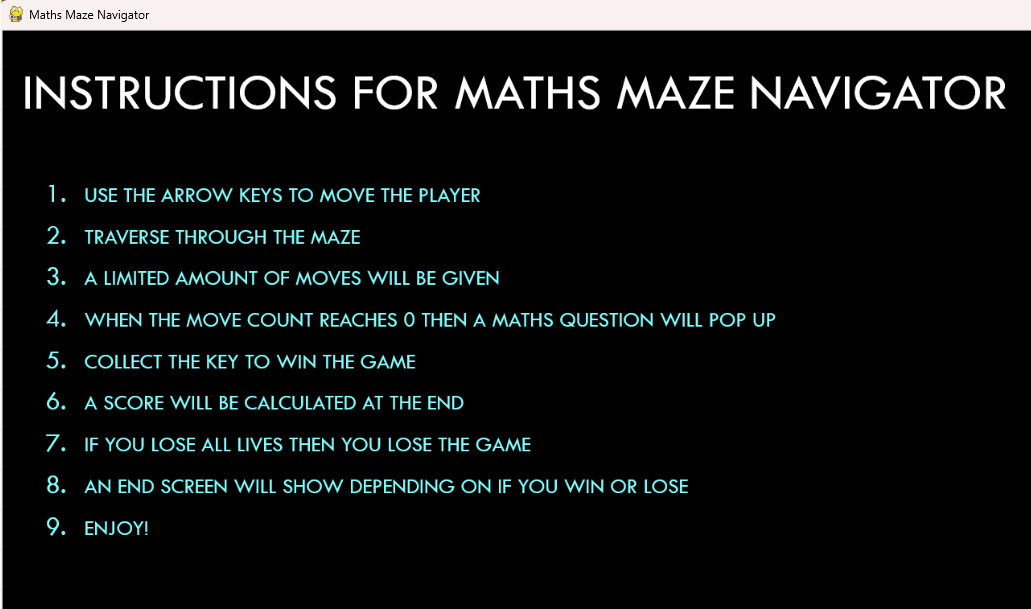 Maths Maze Navigator
INSTRUCTIONS FOR MATHS MAZE NAVIGATOR
1. USE THE ARROW KEYS TO MOVE THE PLAYER
2. TRAVERSE THROUGH THE MAZE
3. A LIMITED AMOUNT OF MOVES WILL BE GIVEN
4. WHEN THE MOVE COUNT REACHES 0 THEN A MATHS QUESTION WILL POP UP
5. COLLECT THE KEY TO WIN THE GAME
6. A SCORE WILL BE CALCULATED AT THE END
7. IF YOU LOSE ALL LIVES THEN YOU LOSE THE GAME
8. AN END SCREEN WILL SHOW DEPENDING ON IF YOU WIN OR LOSE
9. ENJOY!